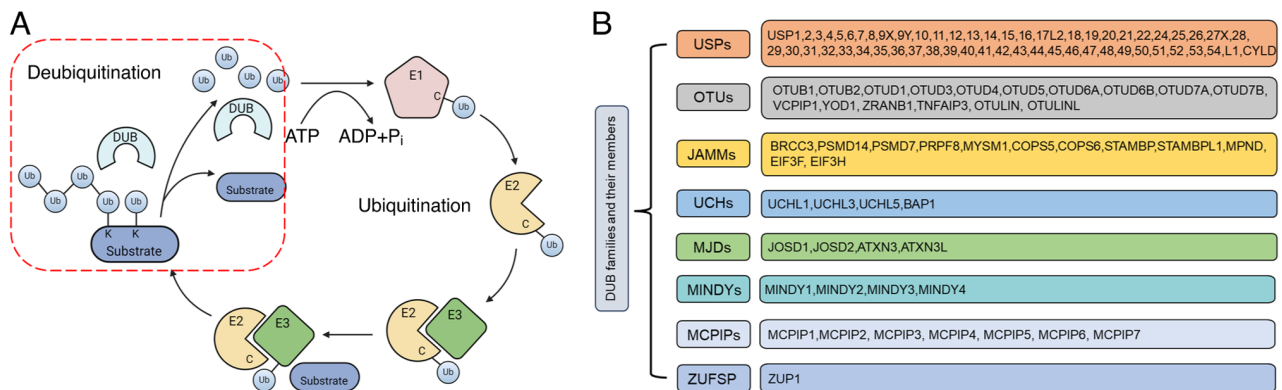 A
Deubiquitination
Ub
Ub
Ub
Ub
Ub
DUB
DUB
Ub
Ub
Ub
Ub
Ub
K
K
Substrate
Substrate
ATP
ADP+Pi
E1
C
Ub
Ubiquitination
E2
C
Ub
E2
E3
C
Ub
E2
E3
C
Ub
Substrate
B
DUB families and their members
USPs
USP1,2,3,4,5,6,7,8,9X,9Y,10,11,12,13,14,15,16,17L2,18,19,20,21,22,24,25,26,27X,28,
29,30,31,32,33,34,35,36,37,38,39,40,41,42,43,44,45,46,47,48,49,50,51,52 ,53,54,L1,CYLD
OTUs
OTUB1,OTUB2,OTUD1,OTUD3,OTUD4,OTUD5,OTUD6A,OTUD6B,OTUD7A,OTUD7B,
VCPIP1,YOD1, ZRANB1,TNFAIP3, OTULIN, OTULINL
JAMMs
BRCC3,PSMD14,PSMD7,PRPF8,MYSM1,COPS5,COPS6,STAMBP,STAMBPL1,MPND,
EIF3F, EIF3H
UCHs
UCHL1,UCHL3,UCHL5,BAP1
MJDs
JOSD1,JOSD2,ATXN3,ATXN3L
MINDYs
MINDY1,MINDY2,MINDY3,MINDY4
MCPIPs
MCPIP1,MCPIP2, MCPIP3, MCPIP4, MCPIP5, MCPIP6, MCPIP7
ZUFSP
ZUP1